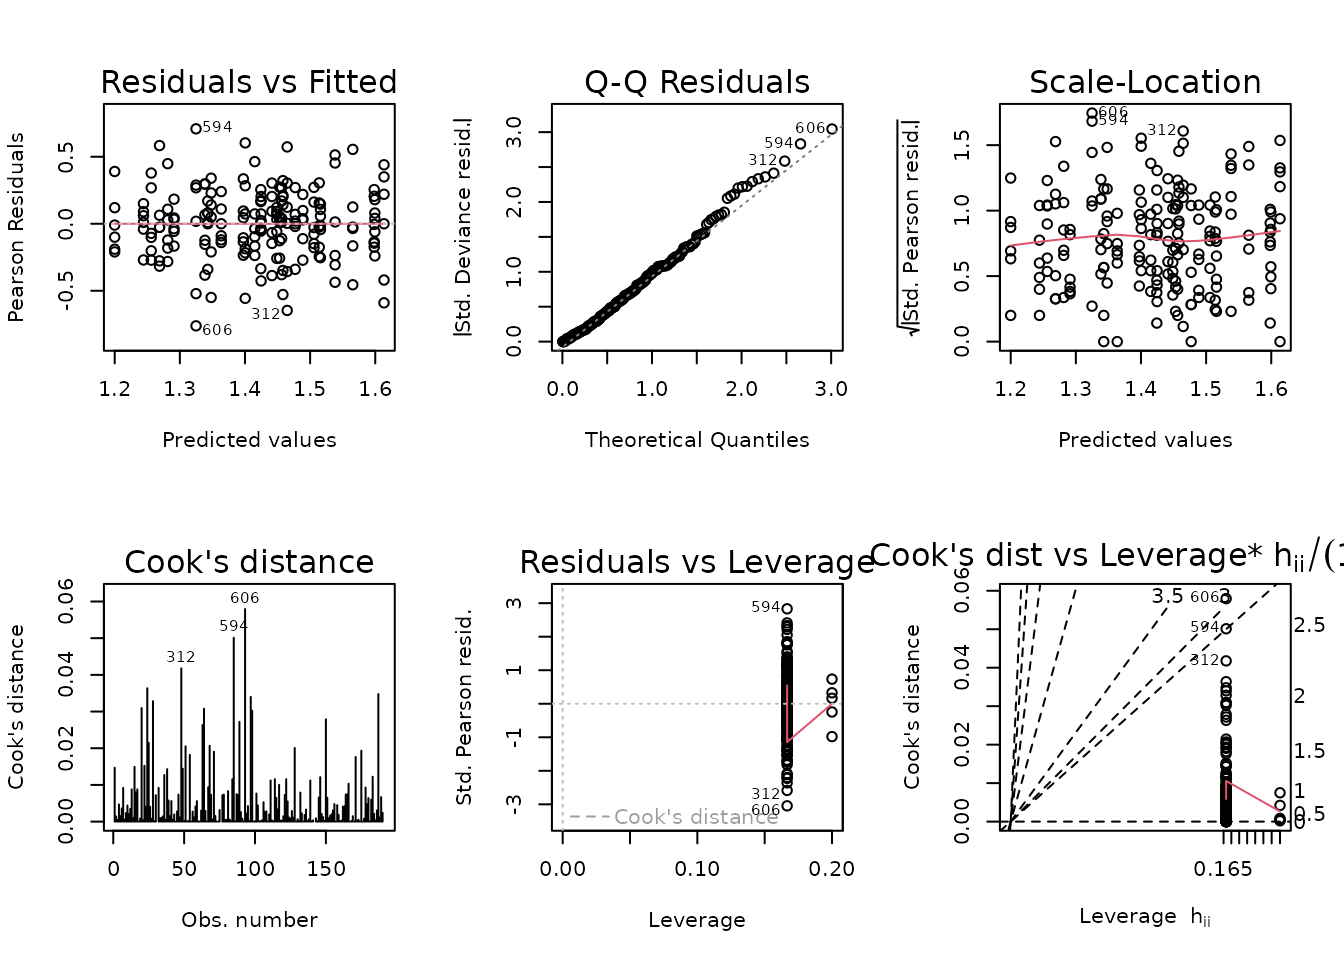 Residuals vs Fitted
Pearson Residuals
0.5
0.0
-0.5
594
312
606
1.2 1.3 1.4 1.5 1.6
Predicted values
Q-Q Residuals
|Std. Deviance resid.|
3.0
2.0
1.0
0.0
606
594
312
0.0 1.0 2.0 3.0
Theoretical Quantiles
Scale-Location
√|Std. Pearson resid.|
1.5
1.0
0.5
0.0
606
594
312
1.2 1.3 1.4 1.5 1.6
Predicted values
Cook's distance
Cook's distance
0.06
0.04
0.02
0.00
606
594
312
0 50 100 150
Obs. number
Residuals vs Leverage
Std. Pearson resid.
3
1
-1
-3
594
312
606
Cook's distance
0.00 0.10 0.20
Leverage
Cook's dist vs Leverage* hii/(1
Cook's distance
0.06
0.04
0.02
0.00
3.5 3
606
594
312
2.5
2
1.5
1
0.5
0
0.165
Leverage hii